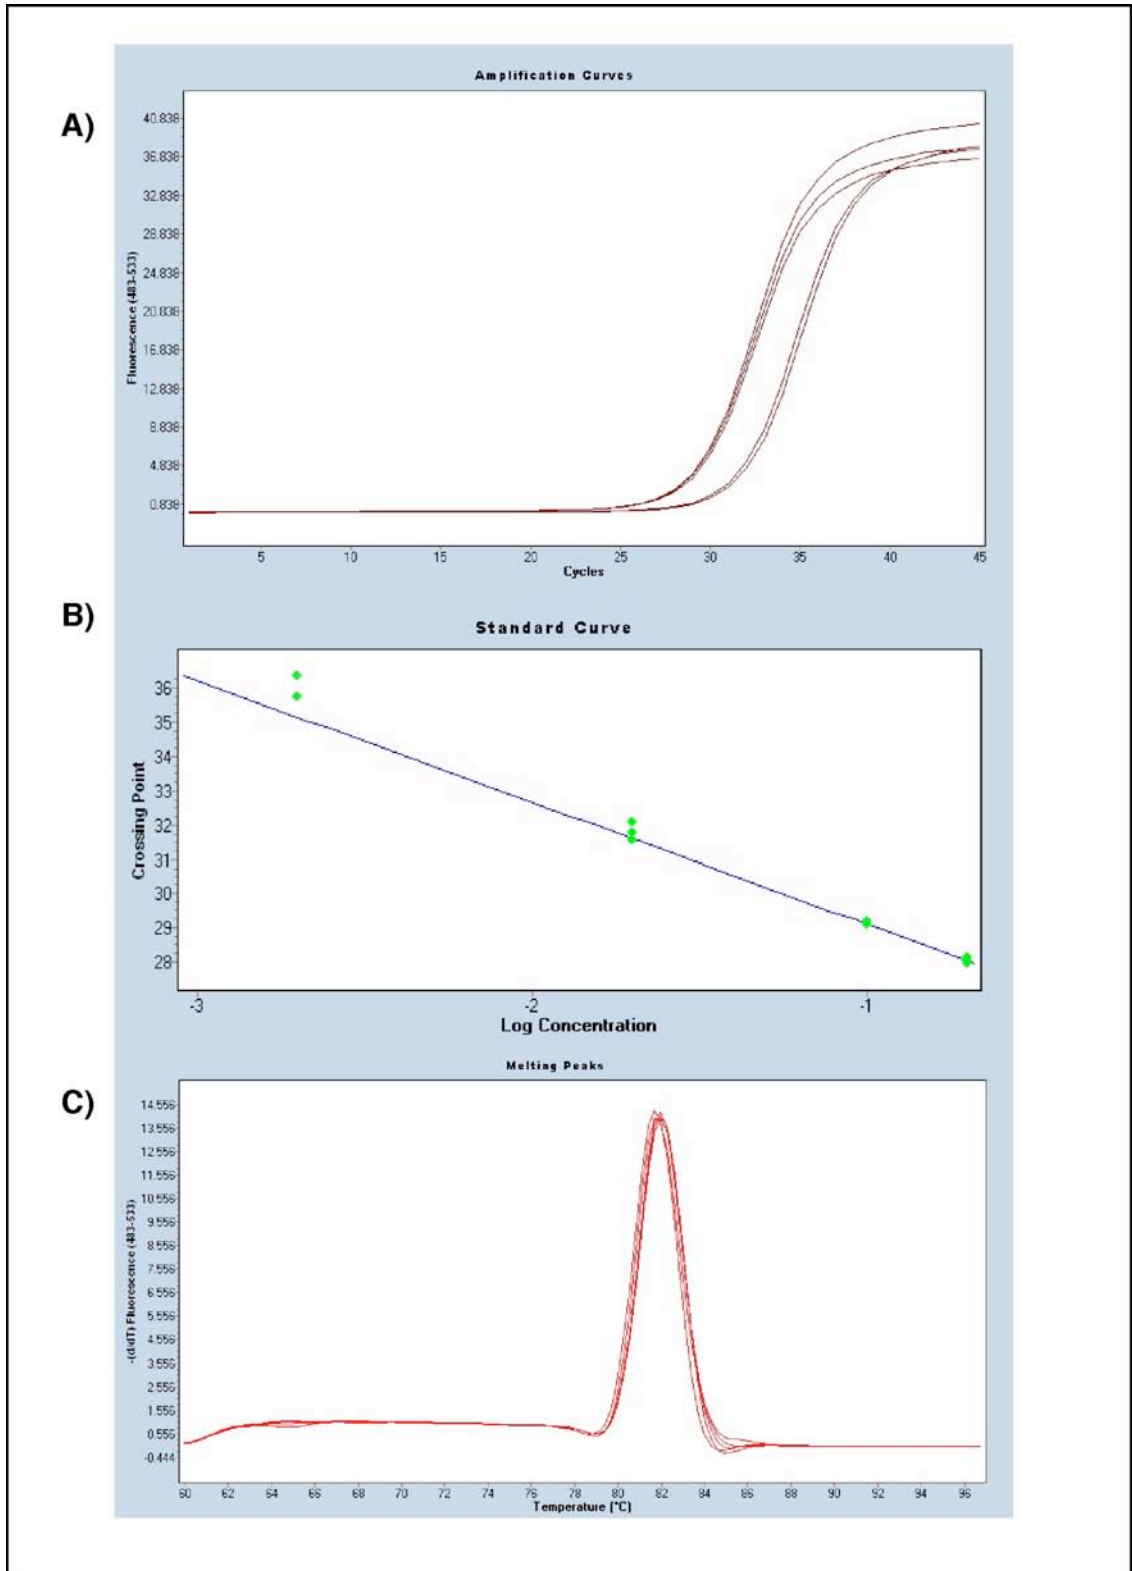 A)
Amplification Curves
Fluorescence (483-533)
40.838
36.838
32.838
28.838
24.838
20.838
16.838
12.838
8.838
4.838
0.838
5 10 15 20 25 30 35 40 45
Cycles
B)
Standard Curve
Crossing Point
36
35
34
33
32
31
30
29
28
-3 -2 -1
Log Concentration
C)
Melting Peaks
-(d/dT) Fluorescence (483-533)
14.556
13.556
12.556
11.556
10.556
9.556
8.556
7.556
6.556
5.556
4.556
3.556
2.556
1.556
0.556
-0.444
60 62 64 66 68 70 72 74 76 78 80 82 84 86 88 90 92 94 96
Temperature (°C)